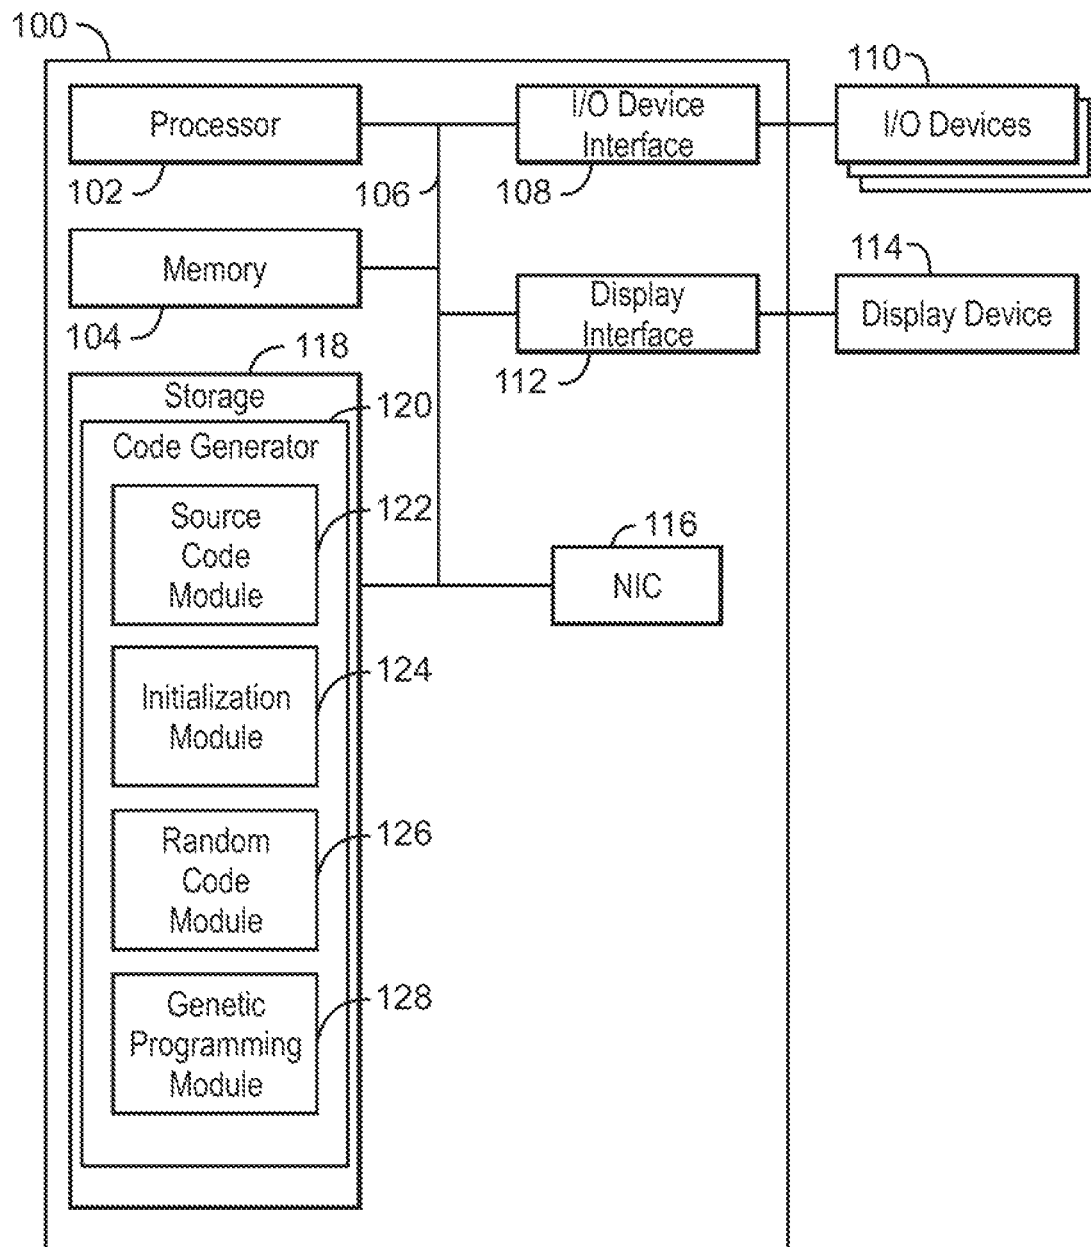 100
Processor
102
I/O Device
Interface
108
110
I/O Devices
106
Memory
104
Display
Interface
112
114
Display Device
118
Storage
120
Code Generator
Source
Code
Module
122
116
NIC
Initialization
Module
124
Random
Code
Module
126
Genetic
Programming
Module
128